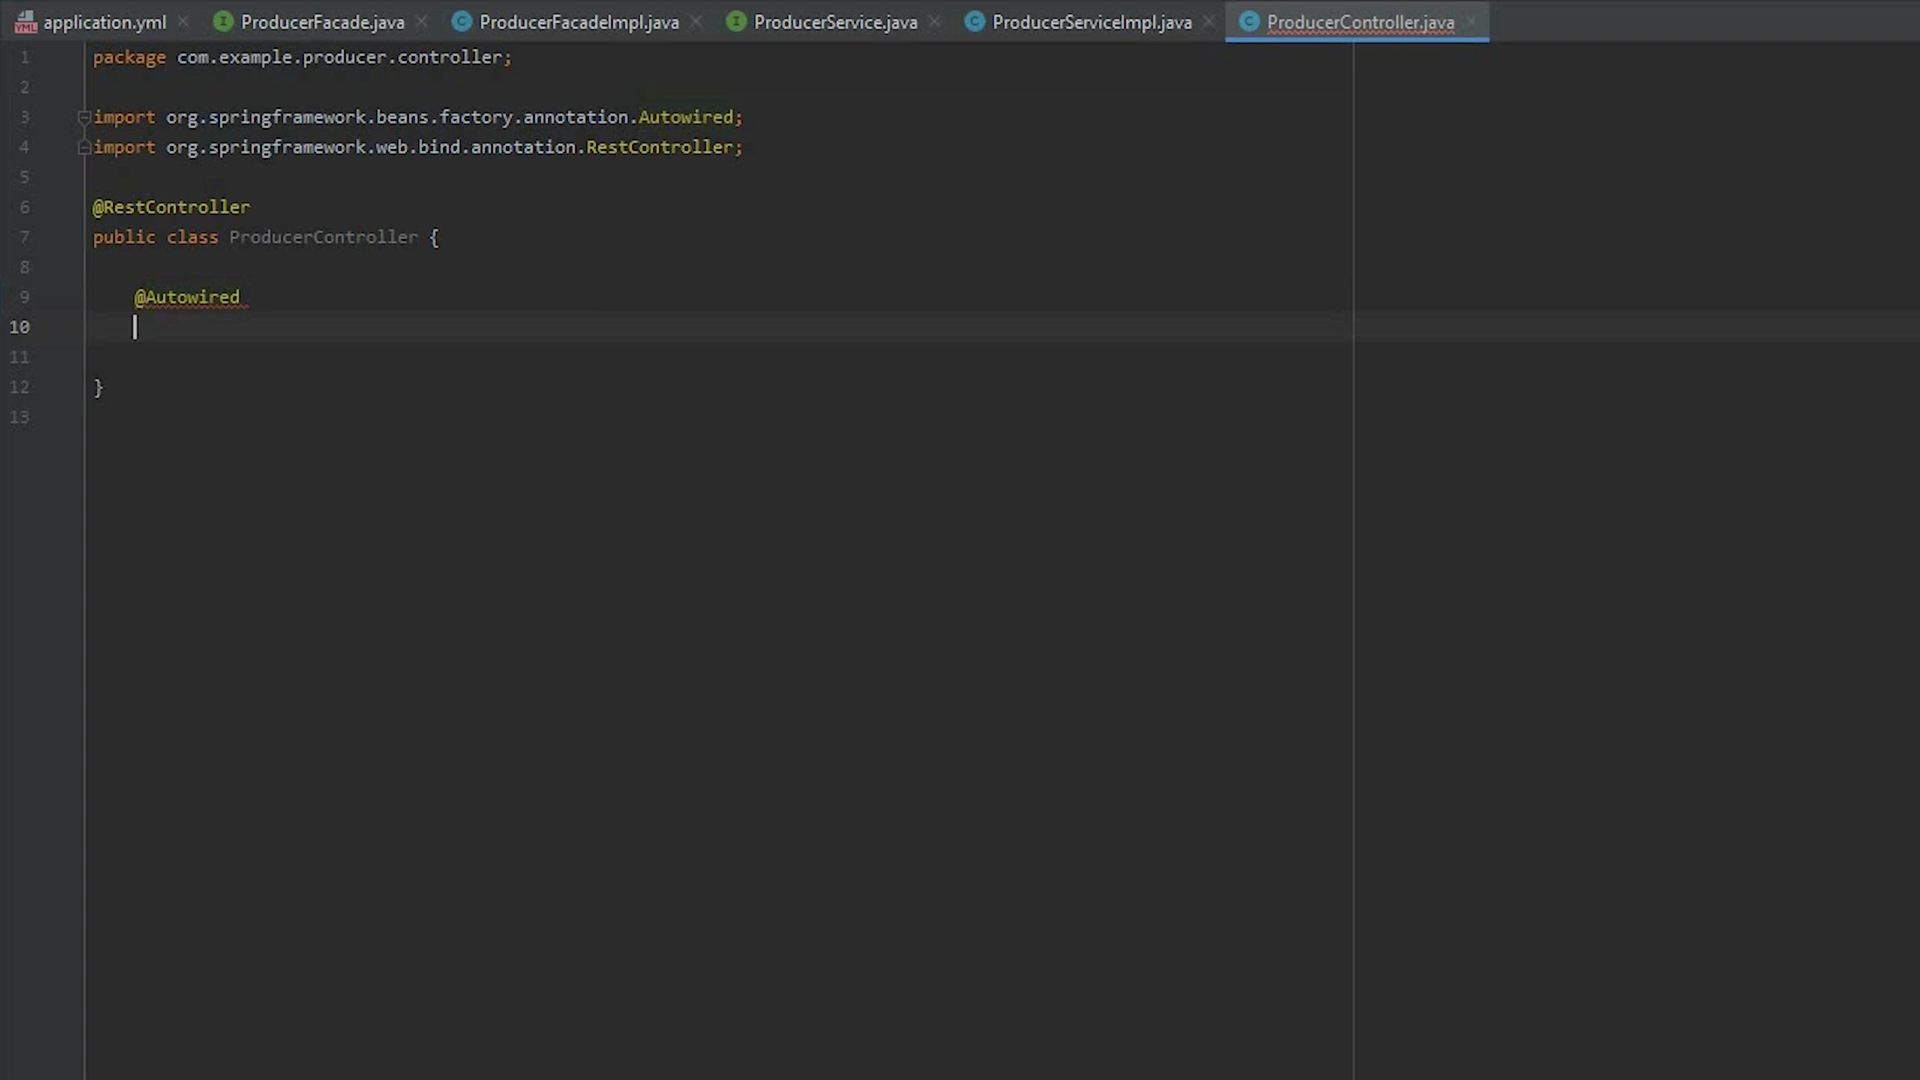 application.yml ProducerFacade.java ProducerFacadeImpl.java ProducerService.java ProducerServiceImpl.java ProducerController.java
1 package com.example.producer.controller;
2
3 import org.springframework.beans.factory.annotation.Autowired;
4 import org.springframework.web.bind.annotation.RestController;
5
6 @RestController
7 public class ProducerController {
8
9 @Autowired
10
11
12 }
13